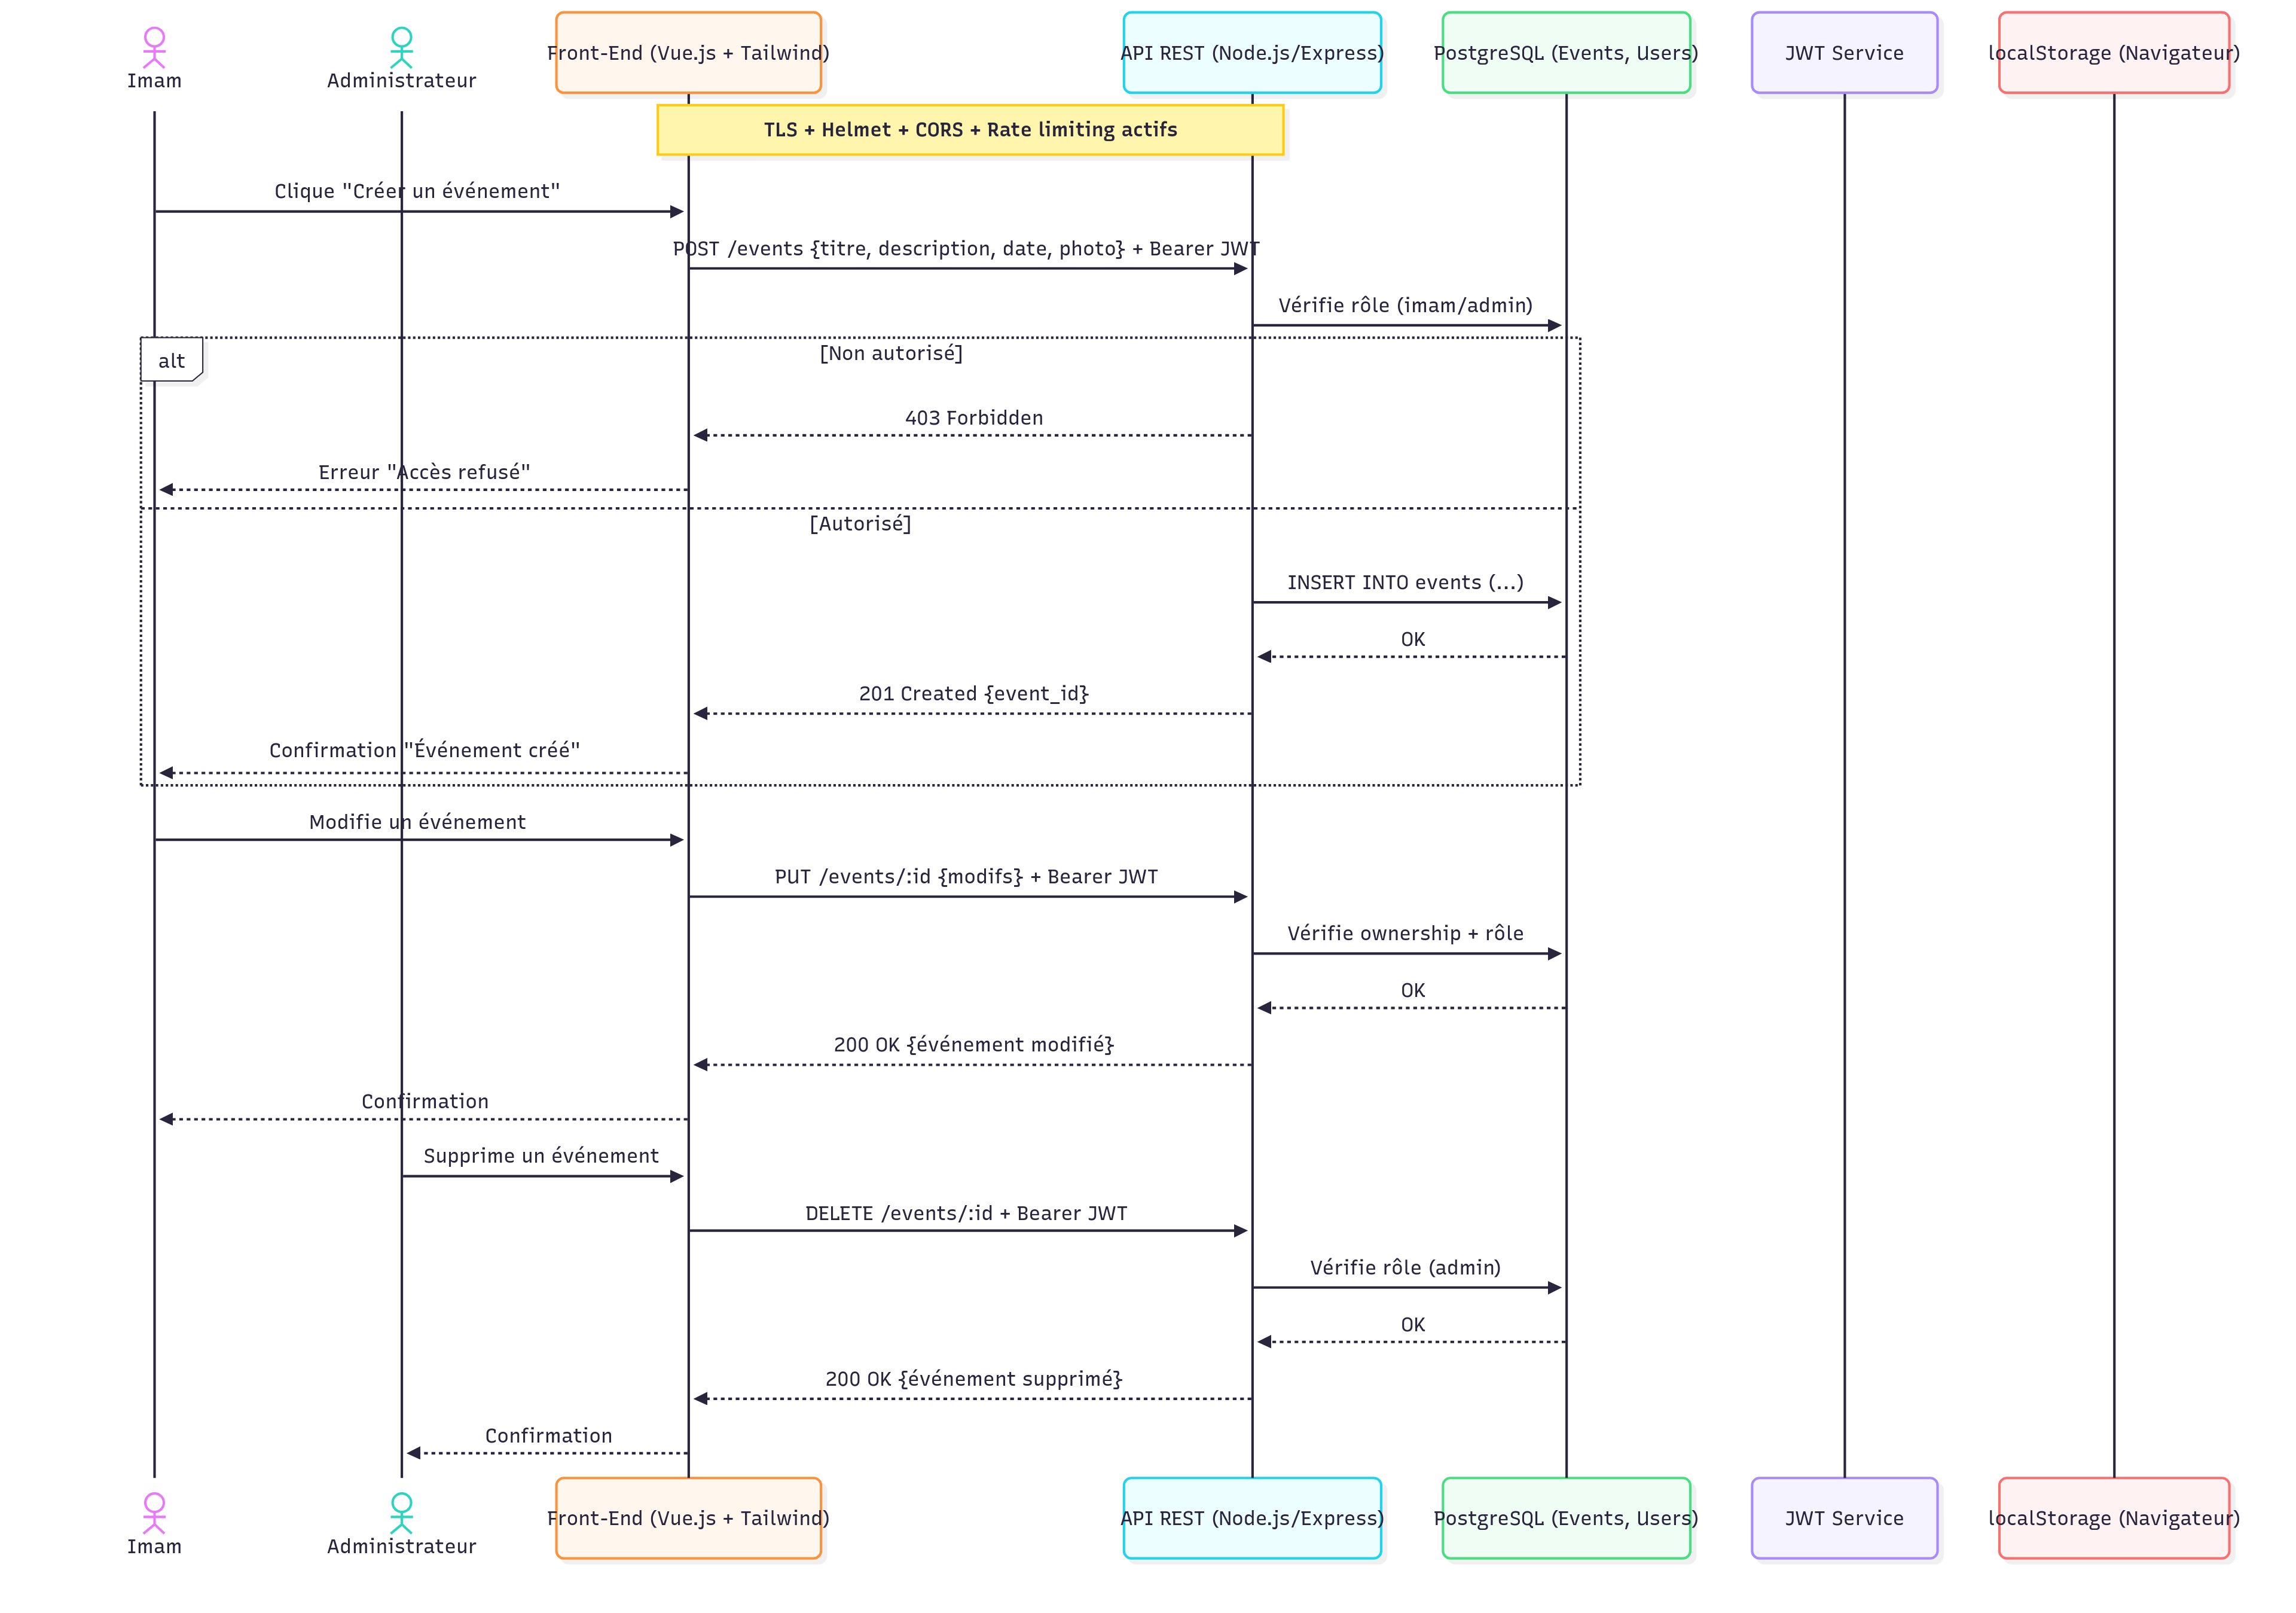 Imam
Administrateur
Front-End (Vue.js + Tailwind)
API REST (Node.js/Express)
PostgreSQL (Events, Users)
JWT Service
localStorage (Navigateur)
TLS + Helmet + CORS + Rate limiting actifs
Clique "Créer un événement"
POST /events {titre, description, date, photo} + Bearer JWT
Vérifie rôle (imam/admin)
alt
[Non autorisé]
403 Forbidden
Erreur "Accès refusé"
[Autorisé]
INSERT INTO events (...)
OK
201 Created {event_id}
Confirmation "Événement créé"
Modifie un événement
PUT /events/:id {modifs} + Bearer JWT
Vérifie ownership + rôle
OK
200 OK {événement modifié}
Confirmation
Supprime un événement
DELETE /events/:id + Bearer JWT
Vérifie rôle (admin)
OK
200 OK {événement supprimé}
Confirmation
Imam
Administrateur
Front-End (Vue.js + Tailwind)
API REST (Node.js/Express)
PostgreSQL (Events, Users)
JWT Service
localStorage (Navigateur)